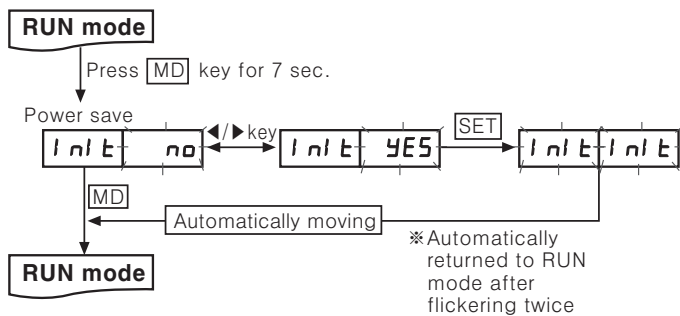 RUN mode
Press MD key for 7 sec.
Power save
InIt no ◀/▶key InIt YES SET InIt InIt
MD
Automatically moving
※Automatically
returned to RUN
mode after
flickering twice
RUN mode